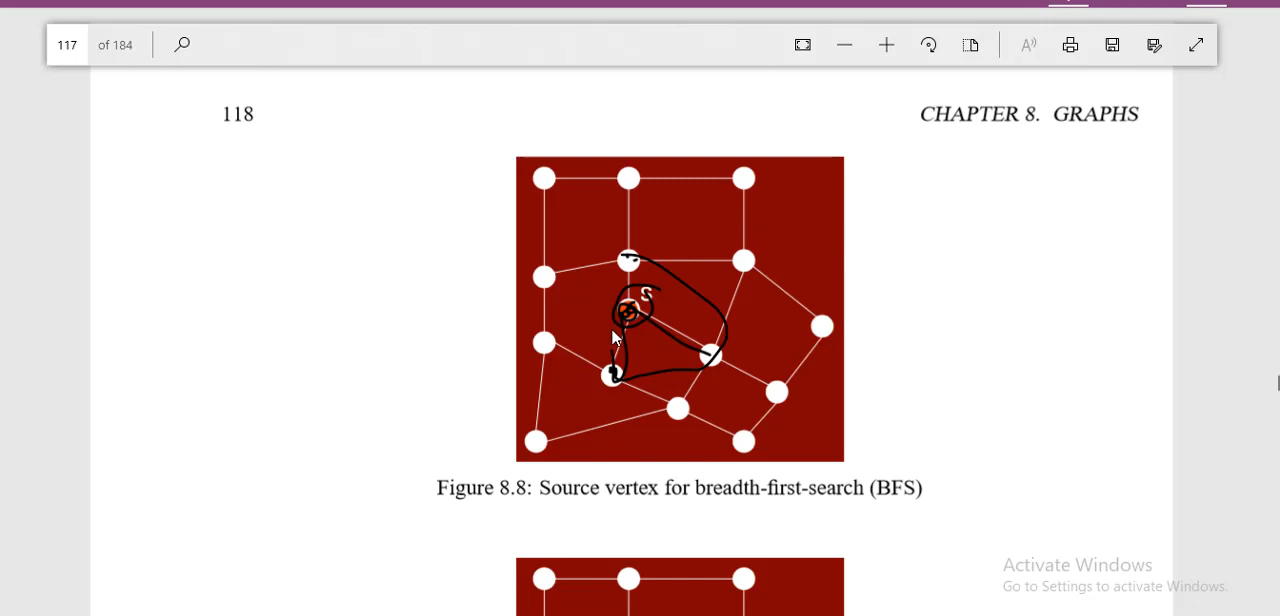 117 of 184
118
CHAPTER 8. GRAPHS
S
Figure 8.8: Source vertex for breadth-first-search (BFS)
Activate Windows
Go to Settings to activate Windows.